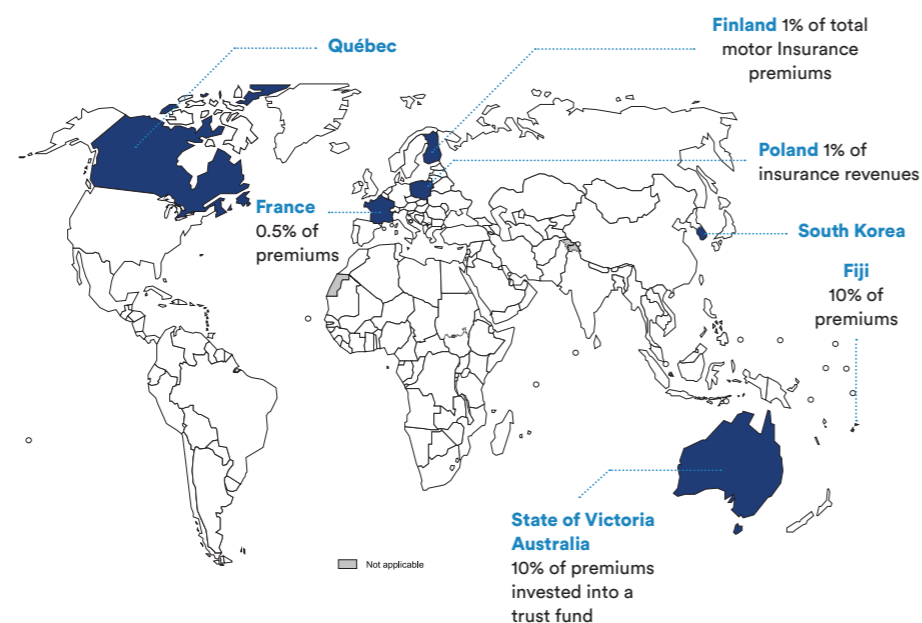 Québec
Finland 1% of total
motor Insurance
premiums
Poland 1% of
insurance revenues
France
0.5% of
premiums
South Korea
Fiji
10% of
premiums
State of Victoria
Australia
10% of premiums
invested into a
trust fund
Not applicable